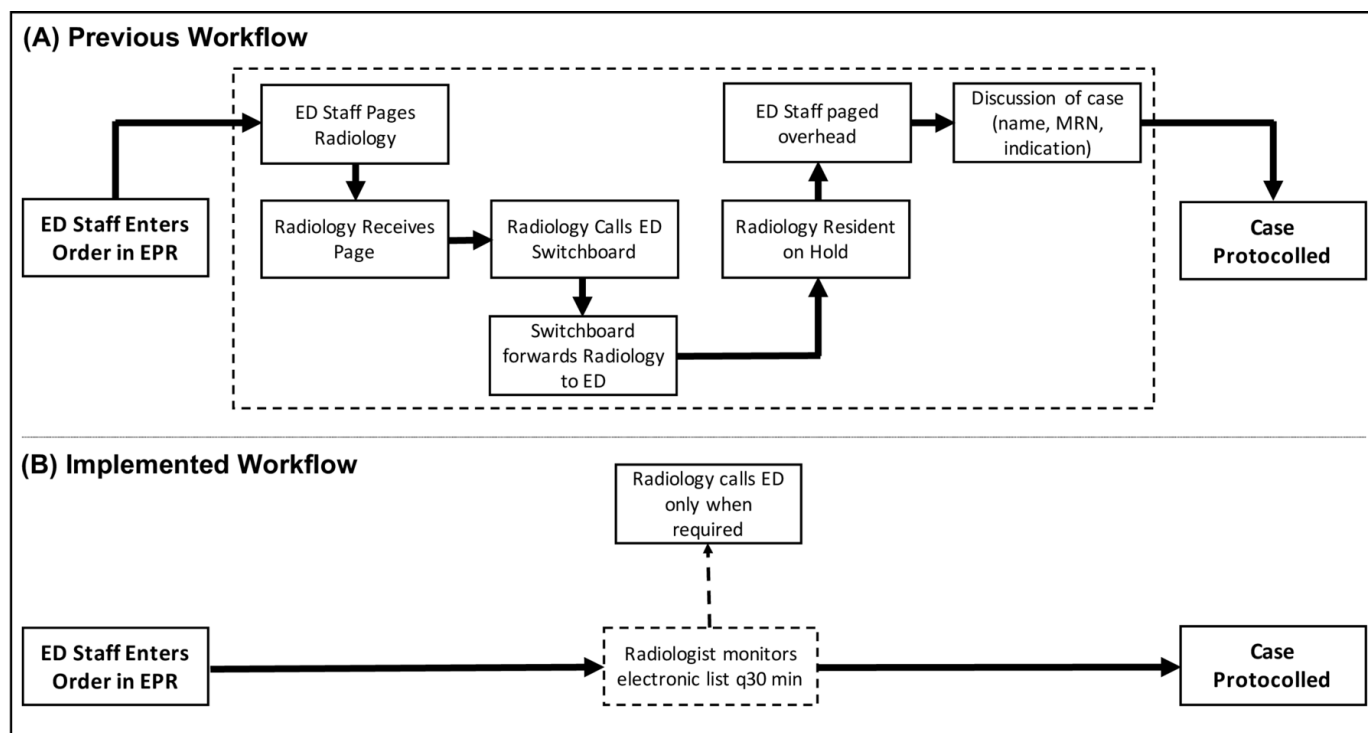 (A) Previous Workflow
ED Staff Enters
Order in EPR
ED Staff Pages
Radiology
Radiology Receives
Page
Radiology Calls ED
Switchboard
Switchboard
forwards Radiology
to ED
Radiology Resident
on Hold
ED Staff paged
overhead
Discussion of case
(name, MRN,
indication)
Case
Protocolled
(B) Implemented Workflow
ED Staff Enters
Order in EPR
Radiologist monitors
electronic list q30 min
Radiology calls ED
only when
required
Case
Protocolled